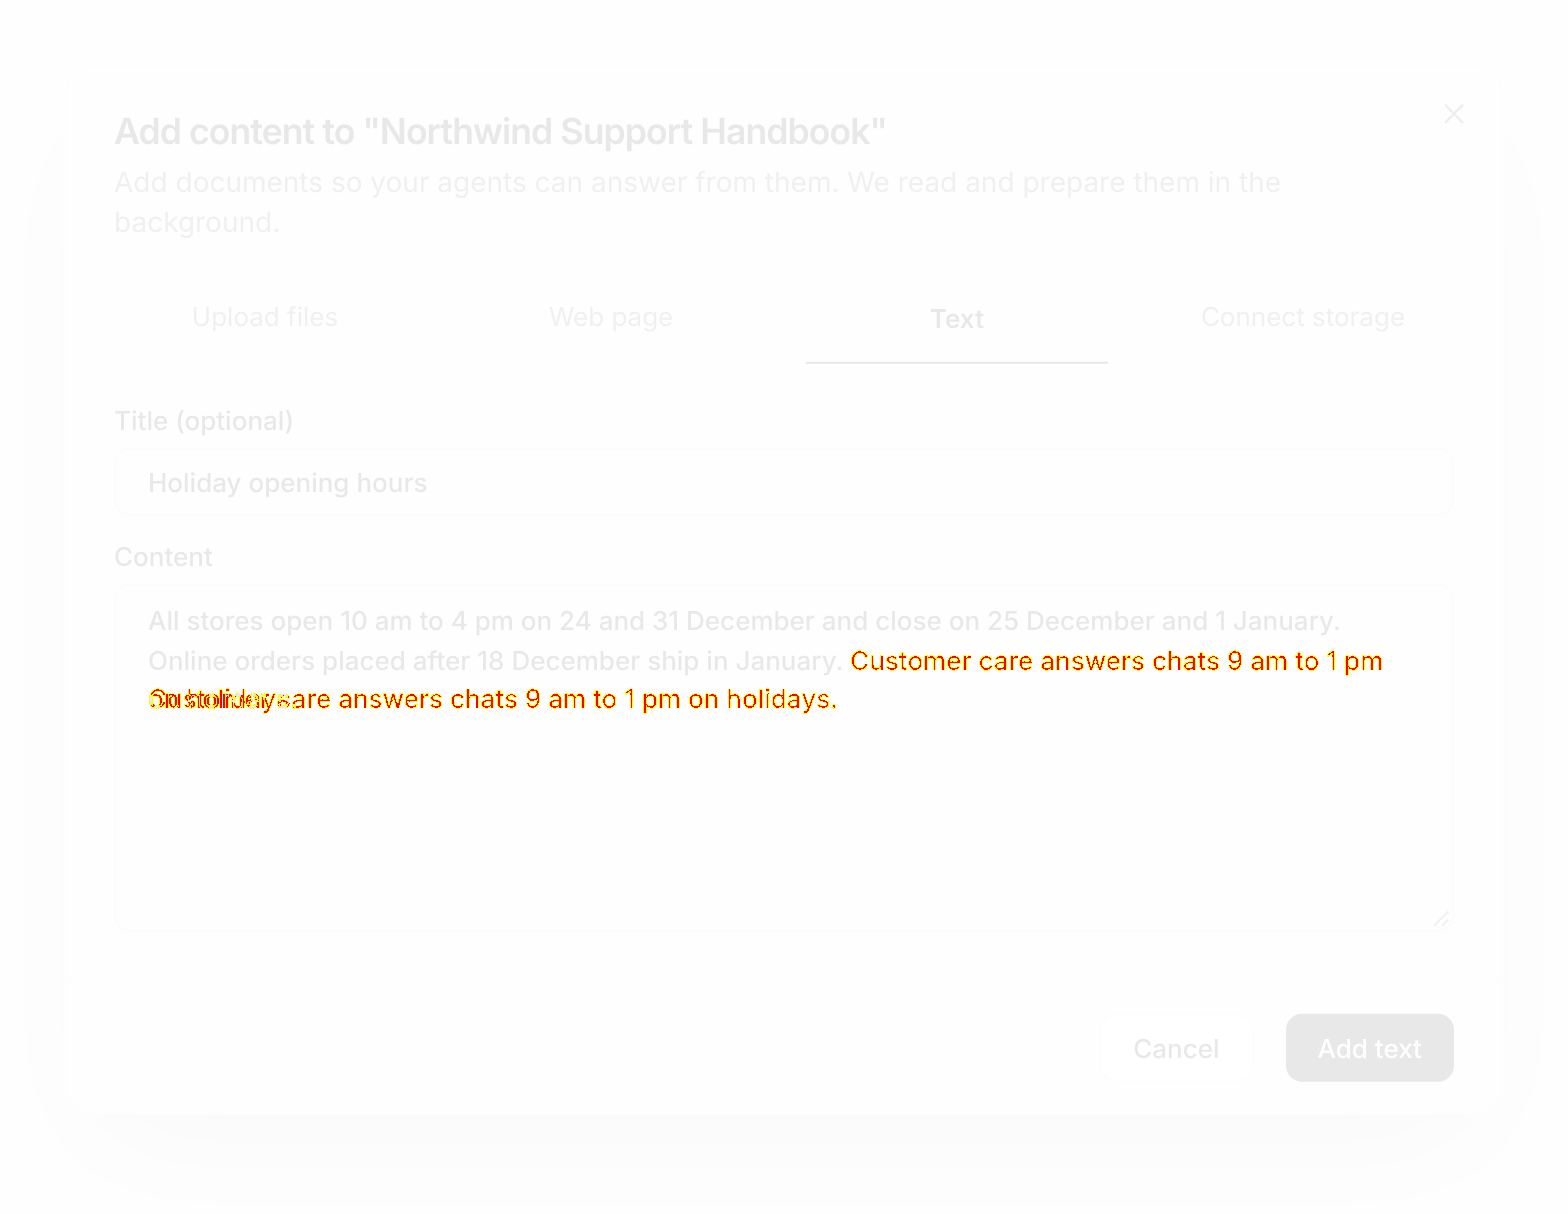 Add content to "Northwind Support Handbook"
Add documents so your agents can answer from them. We read and prepare them in the
background.
Upload files
Web page
Text
Connect storage
Title (optional)
Holiday opening hours
Content
All stores open 10 am to 4 pm on 24 and 31 December and close on 25 December and 1 January.
Online orders placed after 18 December ship in January. Customer care answers chats 9 am to 1 pm
on holidays.
Customer care answers chats 9 am to 1 pm on holidays.
Cancel
Add text